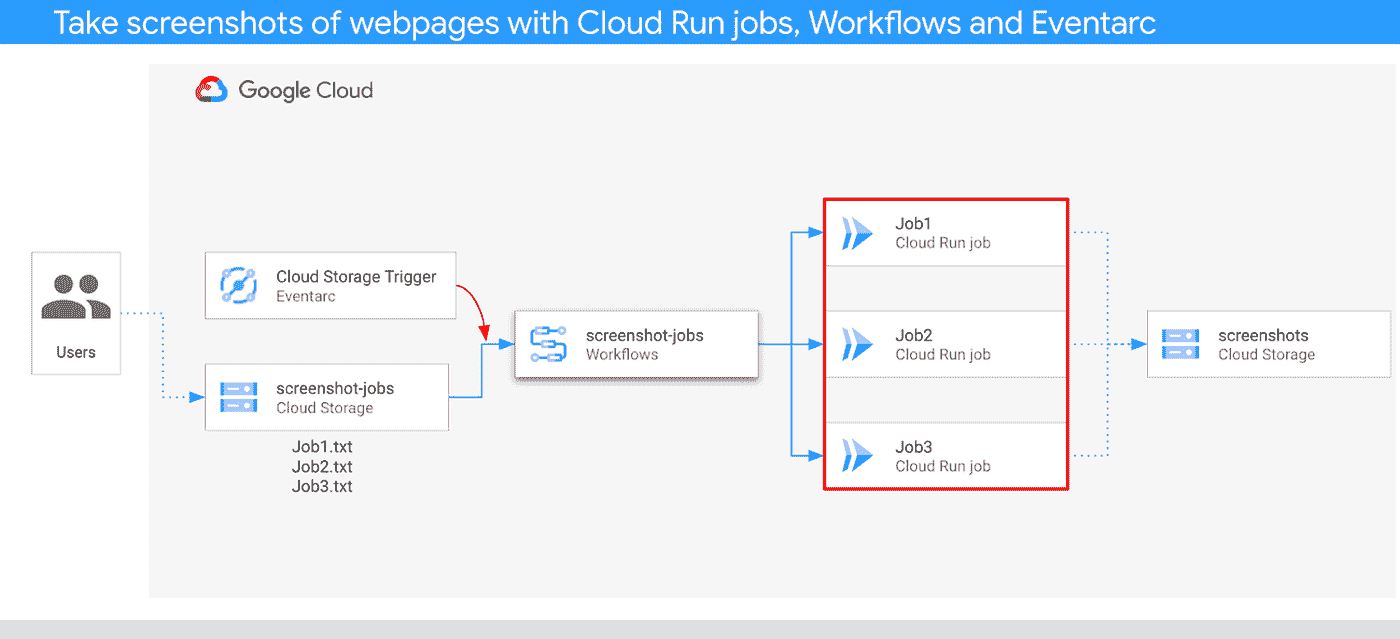 Take screenshots of webpages with Cloud Run jobs, Workflows and Eventarc
Google Cloud
Users
Cloud Storage Trigger
Eventarc
screenshot-jobs
Cloud Storage
Job1.txt
Job2.txt
Job3.txt
screenshot-jobs
Workflows
Job1
Cloud Run job
Job2
Cloud Run job
Job3
Cloud Run job
screenshots
Cloud Storage